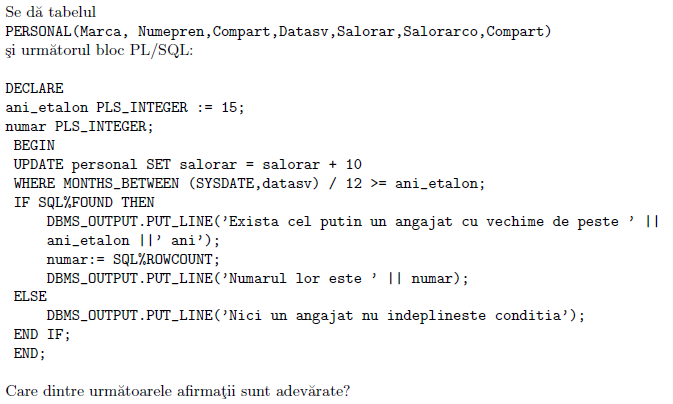 Se dă tabelul
PERSONAL(Marca, Numepren,Compart,Datasv,Salorar,Salorarco,Compart)
şi următorul bloc PL/SQL:
DECLARE
ani_etalon PLS_INTEGER := 15;
numar PLS_INTEGER;
BEGIN
UPDATE personal SET salorar = salorar + 10
WHERE MONTHS_BETWEEN (SYSDATE,datasv) / 12 >= ani_etalon;
IF SQL%FOUND THEN
DBMS_OUTPUT.PUT_LINE(’Exista cel putin un angajat cu vechime de peste ’ ||
ani_etalon ||’ ani’);
numar:= SQL%ROWCOUNT;
DBMS_OUTPUT.PUT_LINE(’Numarul lor este ’ || numar);
ELSE
DBMS_OUTPUT.PUT_LINE(’Nici un angajat nu indeplineste conditia’);
END IF;
END;
Care dintre următoarele afirmaţii sunt adevărate?